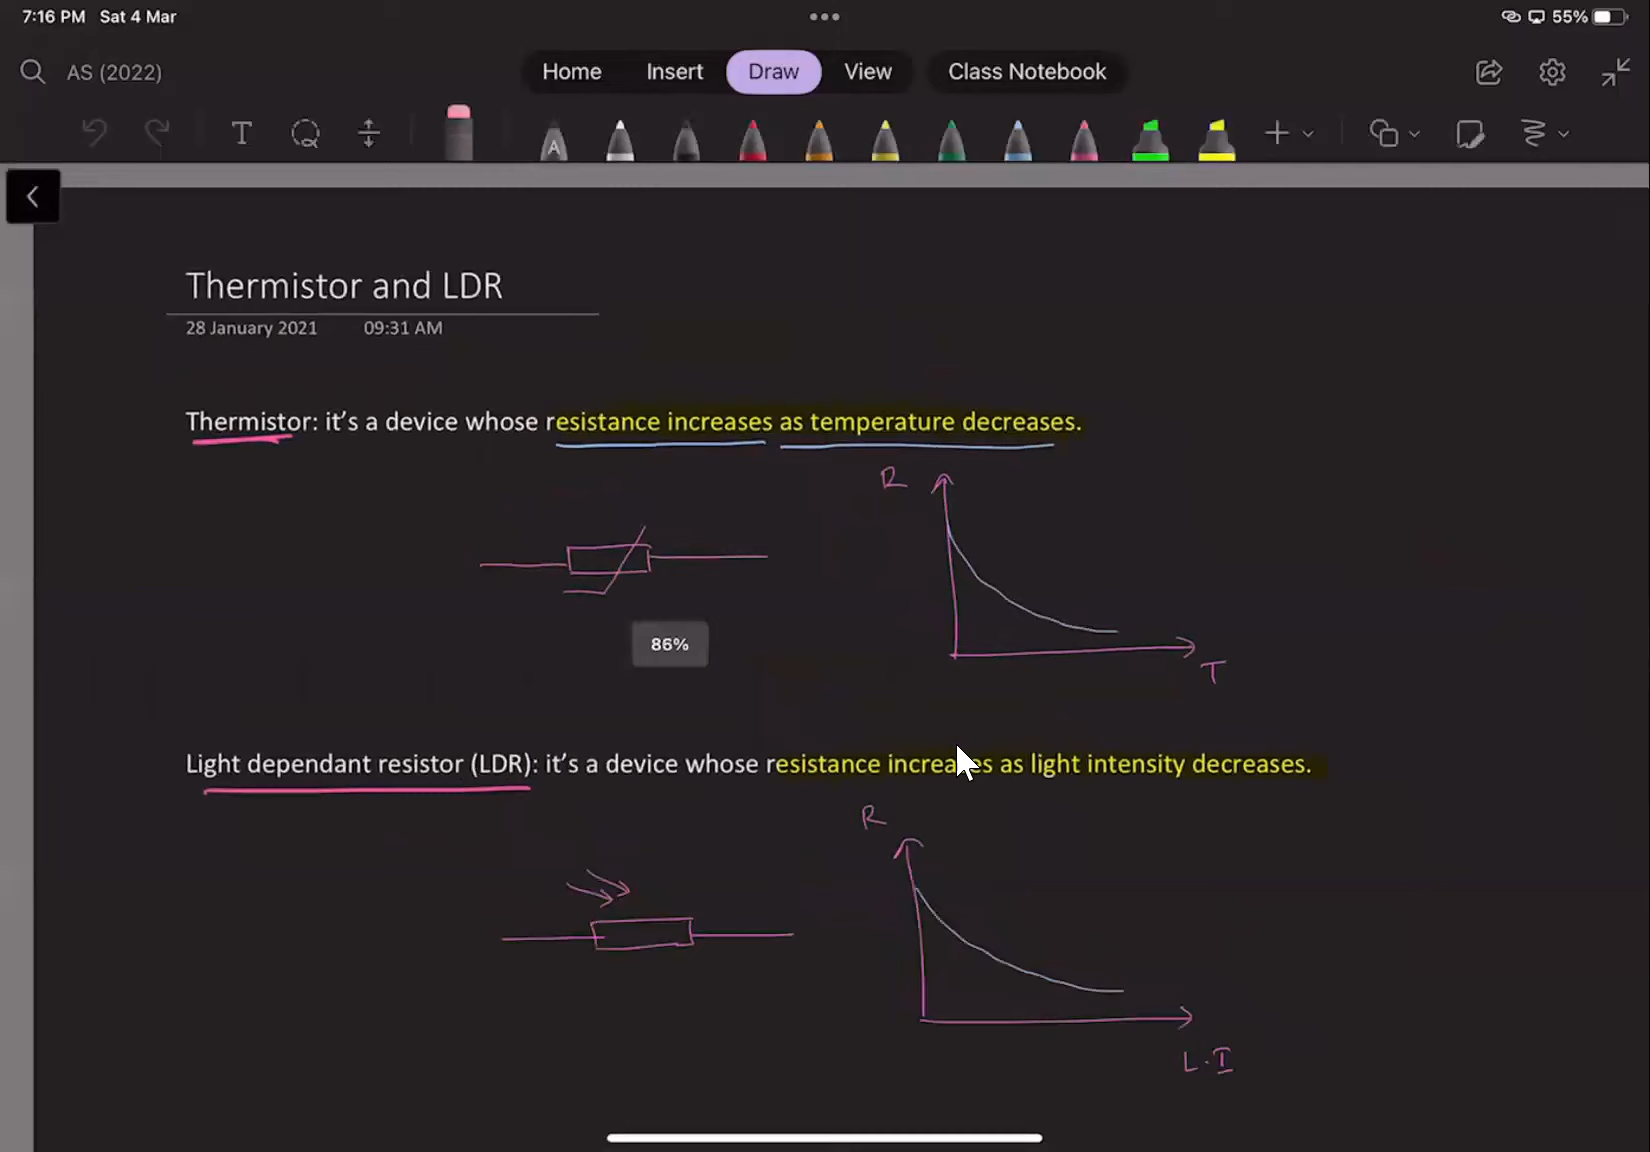 7:16 PM Sat 4 Mar
55%
AS (2022)
Home Insert Draw View Class Notebook
T
A
Thermistor and LDR
28 January 2021 09:31 AM
Thermistor: it's a device whose resistance increases as temperature decreases.
R
86%
T
Light dependant resistor (LDR): it's a device whose resistance increases as light intensity decreases.
R
L.I